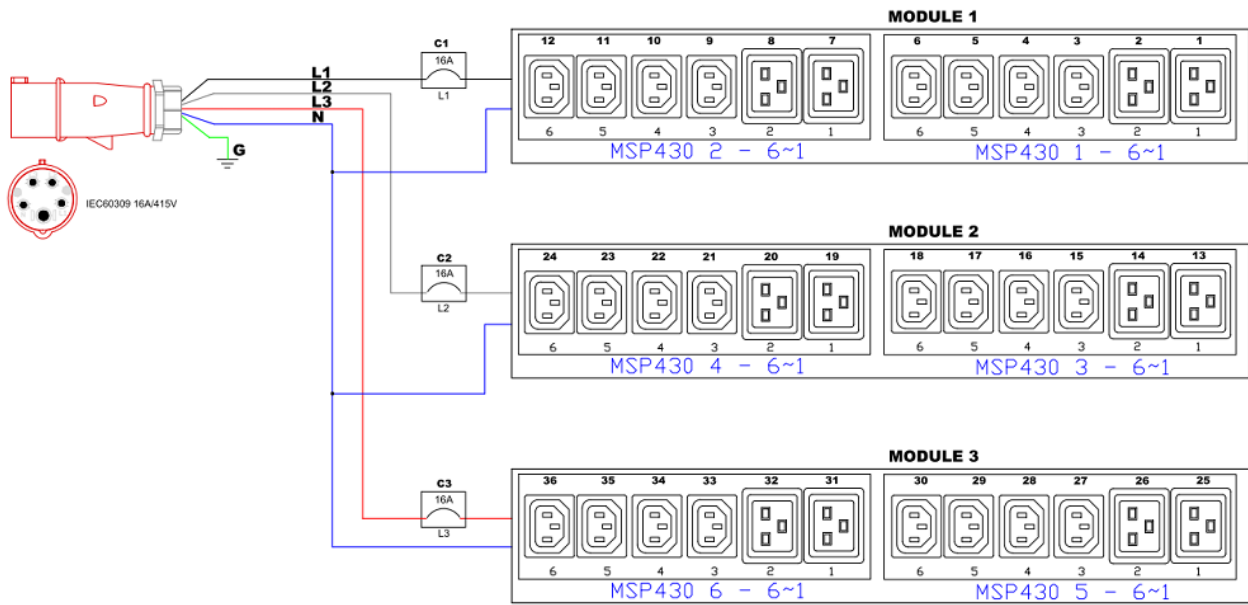 MODULE 1
12 11 10 9 8 7 6 5 4 3 2 1
C1
16A
L1
L1
L2
L3
N
G
6 5 4 3 2 1 6 5 4 3 2 1
MSP430 2 - 6~1 MSP430 1 - 6~1
IEC60309 16A/415V
MODULE 2
24 23 22 21 20 19 18 17 16 15 14 13
C2
16A
L2
6 5 4 3 2 1 6 5 4 3 2 1
MSP430 4 - 6~1 MSP430 3 - 6~1
MODULE 3
36 35 34 33 32 31 30 29 28 27 26 25
C3
16A
L3
6 5 4 3 2 1 6 5 4 3 2 1
MSP430 6 - 6~1 MSP430 5 - 6~1